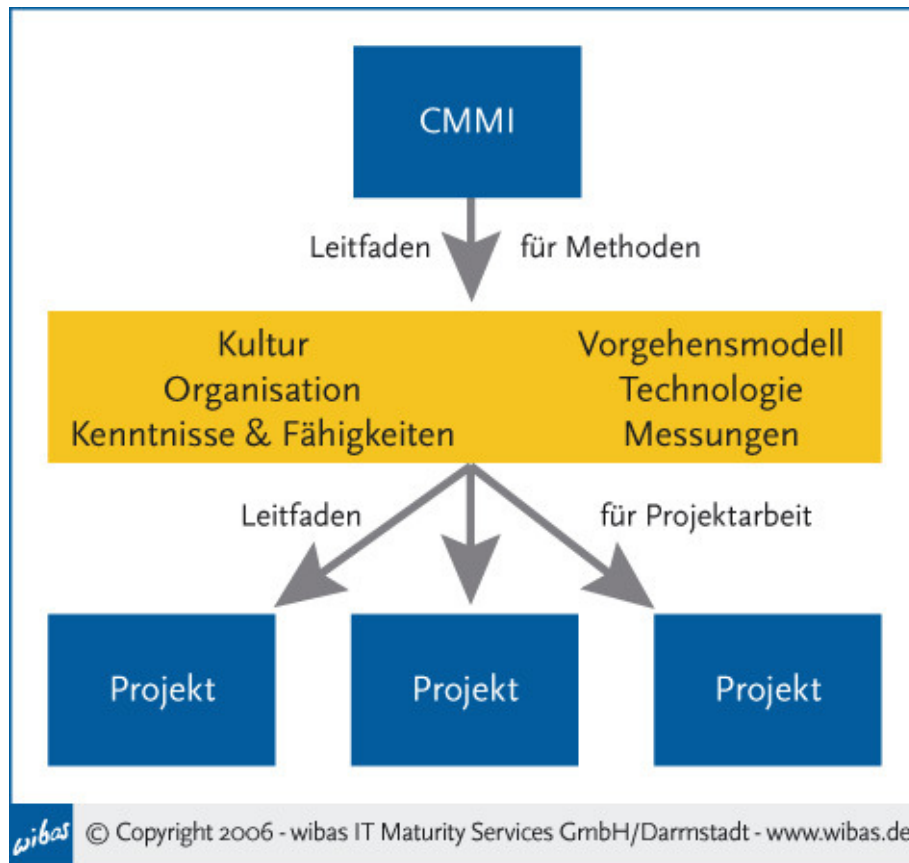 CMMI
Leitfaden für Methoden
Kultur
Organisation
Kenntnisse & Fähigkeiten
Vorgehensmodell
Technologie
Messungen
Leitfaden für Projektarbeit
Projekt
Projekt
Projekt
wibas
© Copyright 2006 - wibas IT Maturity Services GmbH/Darmstadt - www.wibas.de